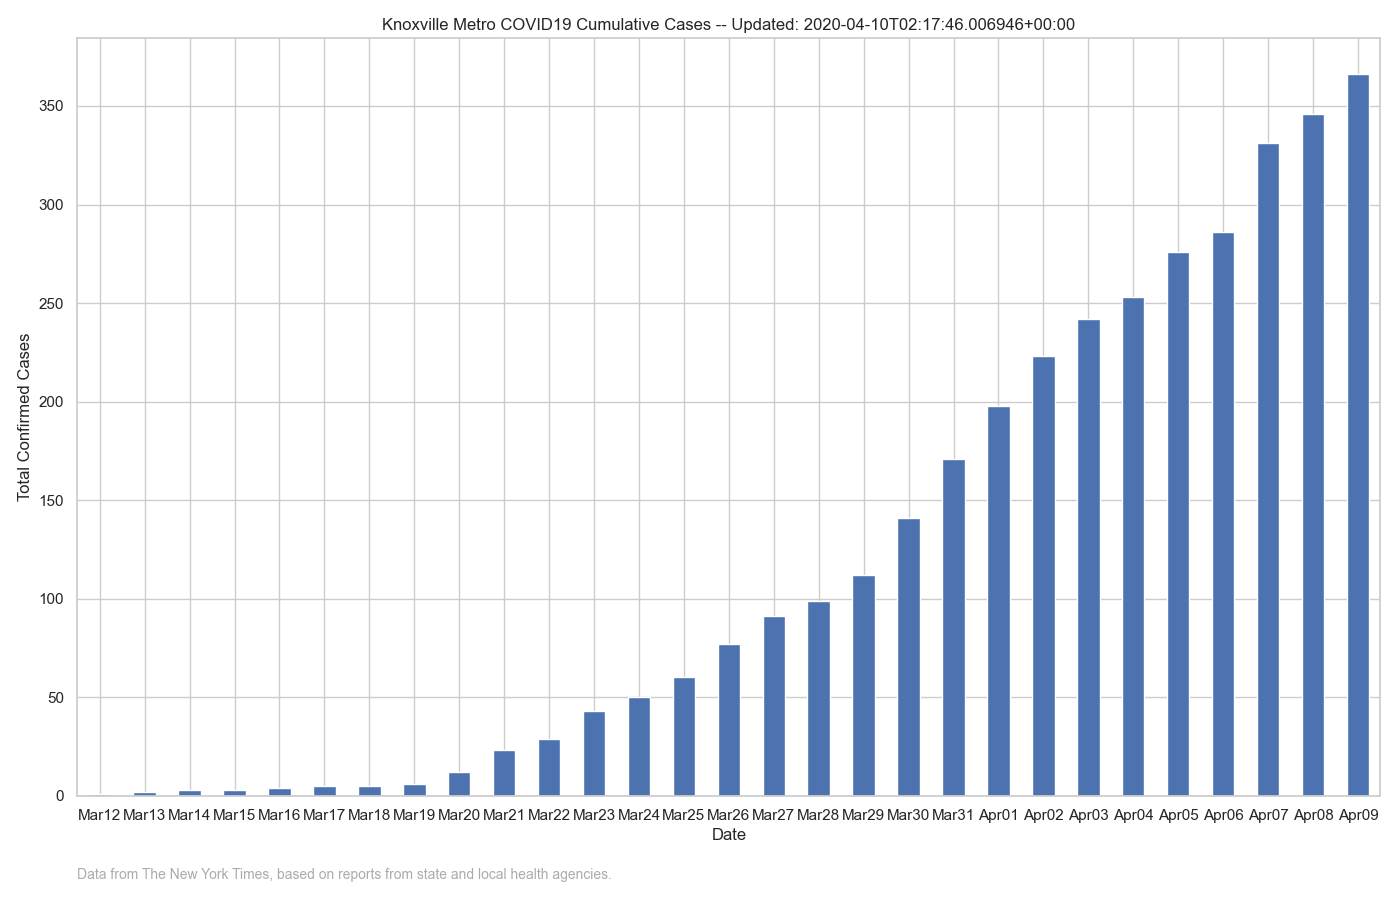 Knoxville Metro COVID19 Cumulative Cases -- Updated: 2020-04-10T02:17:46.006946+00:00
Total Confirmed Cases
350
300
250
200
150
100
50
0
Mar12 Mar13 Mar14 Mar15 Mar16 Mar17 Mar18 Mar19 Mar20 Mar21 Mar22 Mar23 Mar24 Mar25 Mar26 Mar27 Mar28 Mar29 Mar30 Mar31 Apr01 Apr02 Apr03 Apr04 Apr05 Apr06 Apr07 Apr08 Apr09
Date
Data from The New York Times, based on reports from state and local health agencies.